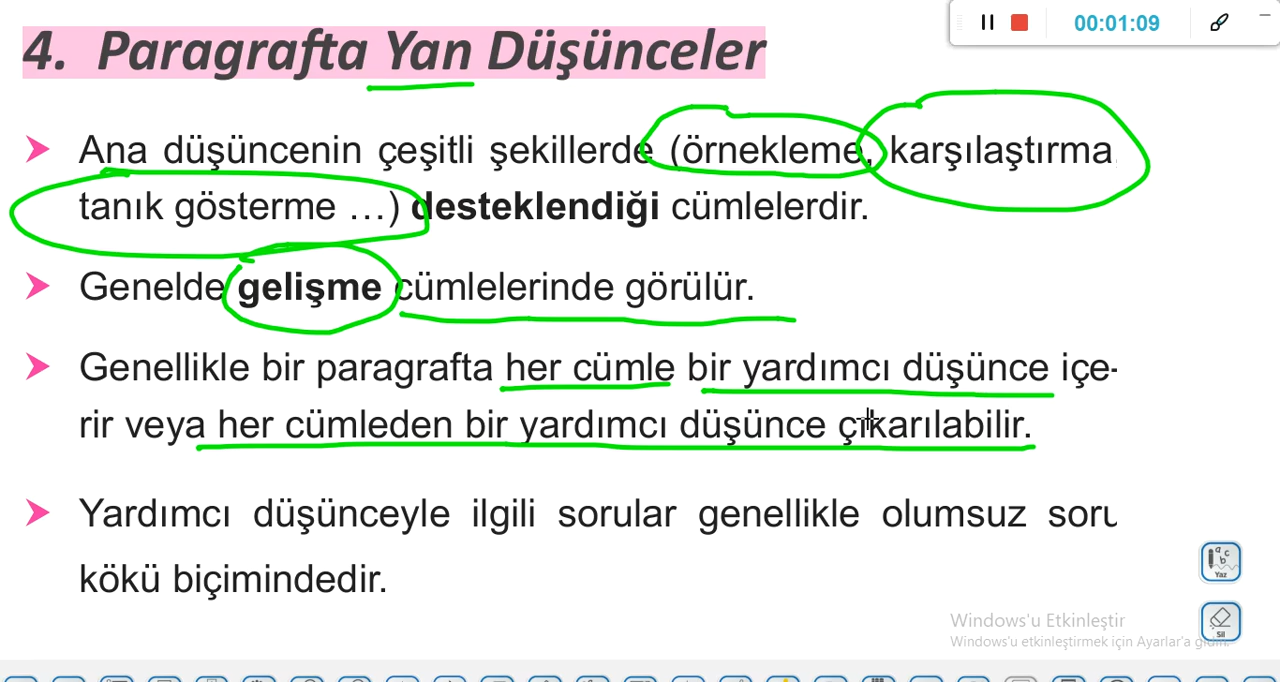 00:01:09
4. Paragrafta Yan Düşünceler
Ana düşüncenin çeşitli şekillerde (örnekleme, karşılaştırma,
tanık gösterme ...) desteklendiği cümlelerdir.
Genelde gelişme cümlelerinde görülür.
Genellikle bir paragrafta her cümle bir yardımcı düşünce içe-
rir veya her cümleden bir yardımcı düşünce çıkarılabilir.
Yardımcı düşünceyle ilgili sorular genellikle olumsuz soru
kökü biçimindedir.
a c
b
Yaz
Sil
Windows'u Etkinleştir
Windows'u etkinleştirmek için Ayarlar'a gidin.